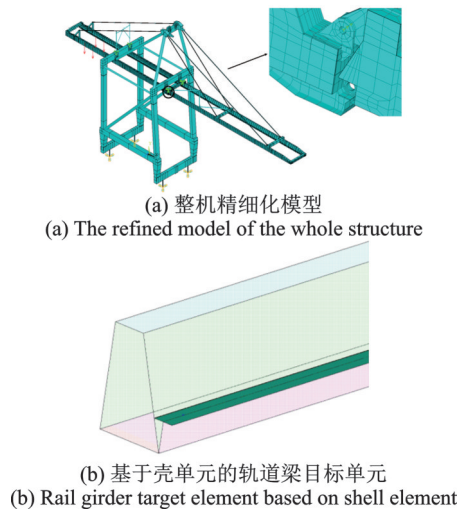 (a) 整机精细化模型
(a) The refined model of the whole structure
(b) 基于壳单元的轨道梁目标单元
(b) Rail girder target element based on shell element